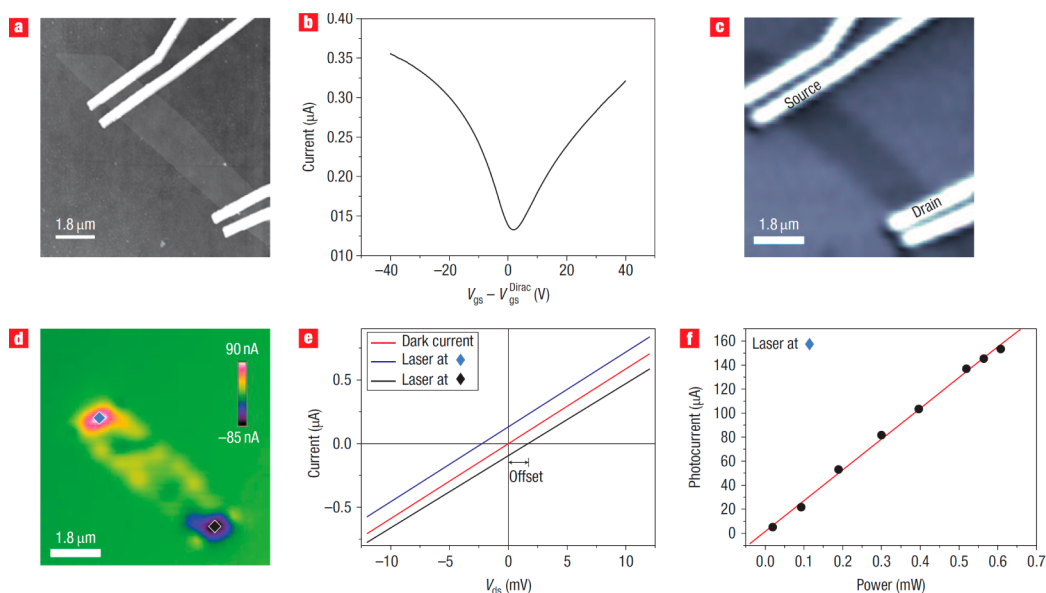 a
1.8 μm
b
Current (μA)
0.40
0.35
0.30
0.25
0.20
015
010
−40
−20
0
20
40
Vgs − VgsDirac (V)
c
Source
Drain
1.8 μm
d
90 nA
−85 nA
1.8 μm
e
Dark current
Laser at ◆
Laser at ◆
Current (μA)
0.5
0.0
−0.5
Offset
−10
−5
0
5
10
Vds (mV)
f
Laser at ◆
Photocurrent (μA)
160
140
120
100
80
60
40
20
0
0.0
0.1
0.2
0.3
0.4
0.5
0.6
0.7
Power (mW)